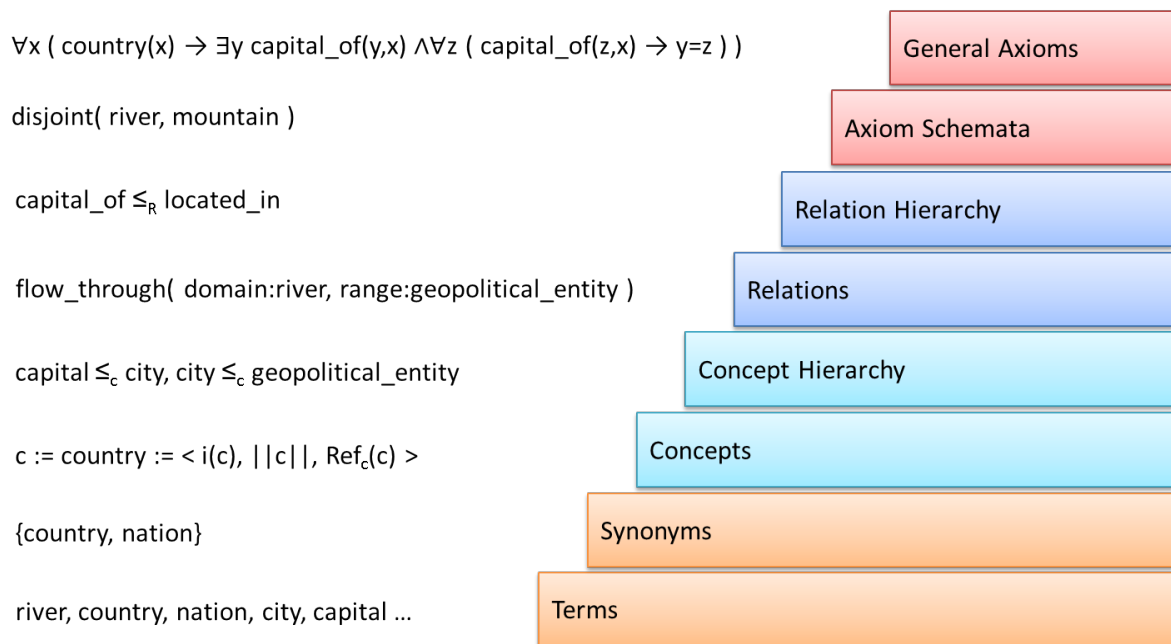 ∀x ( country(x) → ∃y capital_of(y,x) ∧∀z ( capital_of(z,x) → y=z ) )
General Axioms
disjoint( river, mountain )
Axiom Schemata
capital_of ≤R located_in
Relation Hierarchy
flow_through( domain:river, range:geopolitical_entity )
Relations
capital ≤c city, city ≤c geopolitical_entity
Concept Hierarchy
c := country := < i(c), ||c||, Refc(c) >
Concepts
{country, nation}
Synonyms
river, country, nation, city, capital ...
Terms